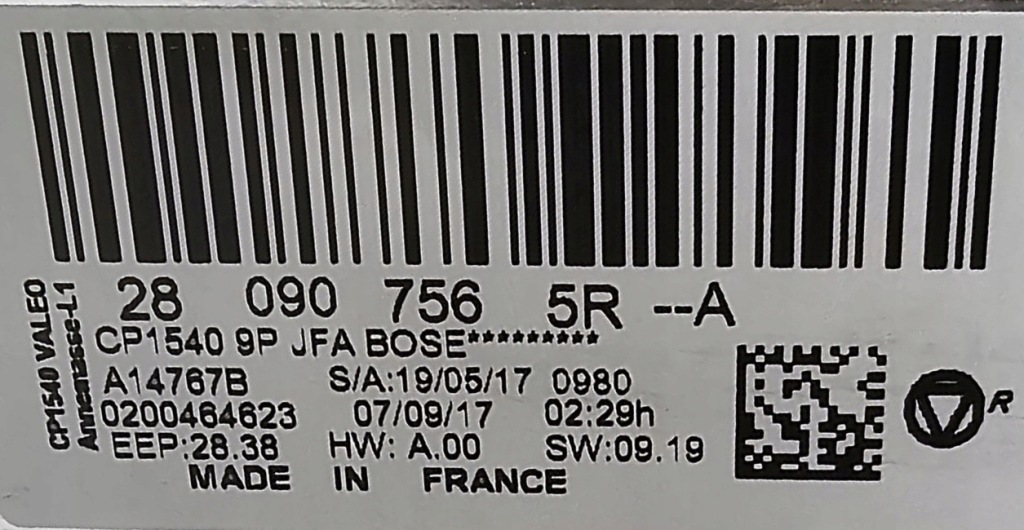 28 090 756 5R --A
CP1540 9P JFA BOSE*********
A14767B S/A:19/05/17 0980
0200464623 07/09/17 02:29h
EEP:28.38 HW: A.00 SW:09.19
MADE IN FRANCE
CP1540 VALEO
Annemasse-L1
R